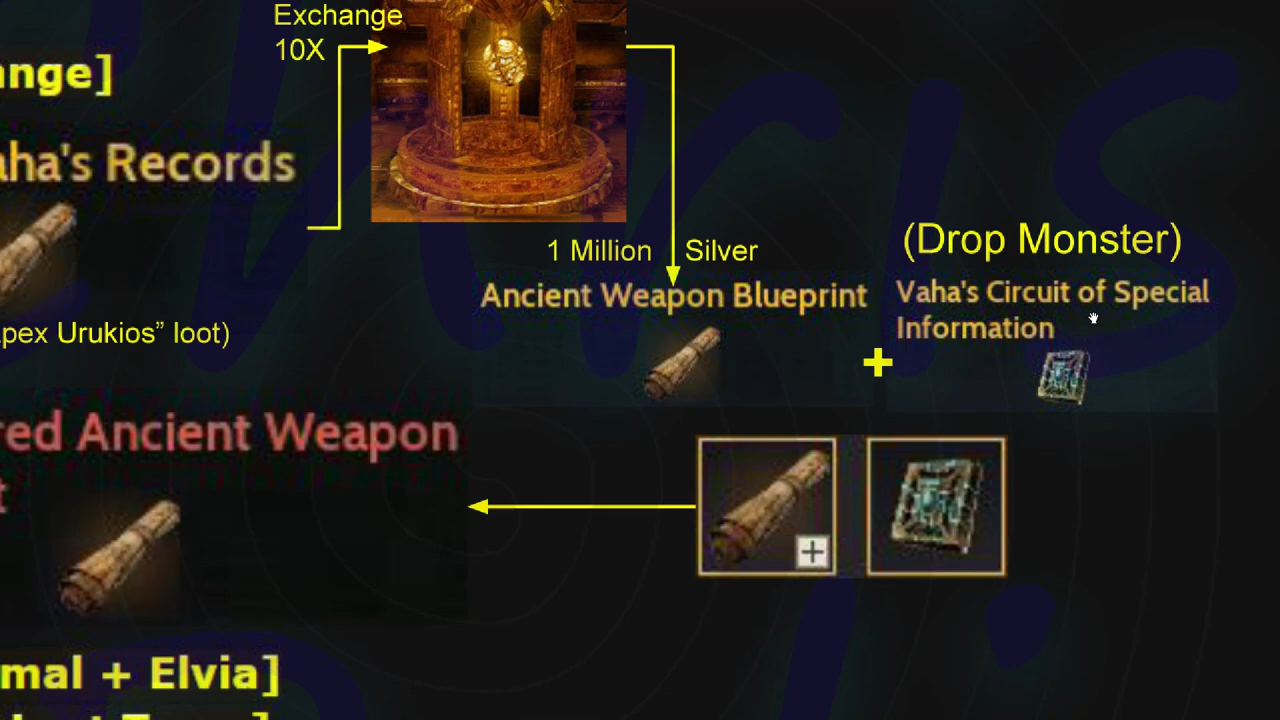 Exchange
10X
ange]
aha's Records
1 Million Silver
(Drop Monster)
Ancient Weapon Blueprint
Vaha's Circuit of Special
Information
pex Urukios” loot)
+
red Ancient Weapon
t
mal + Elvia]